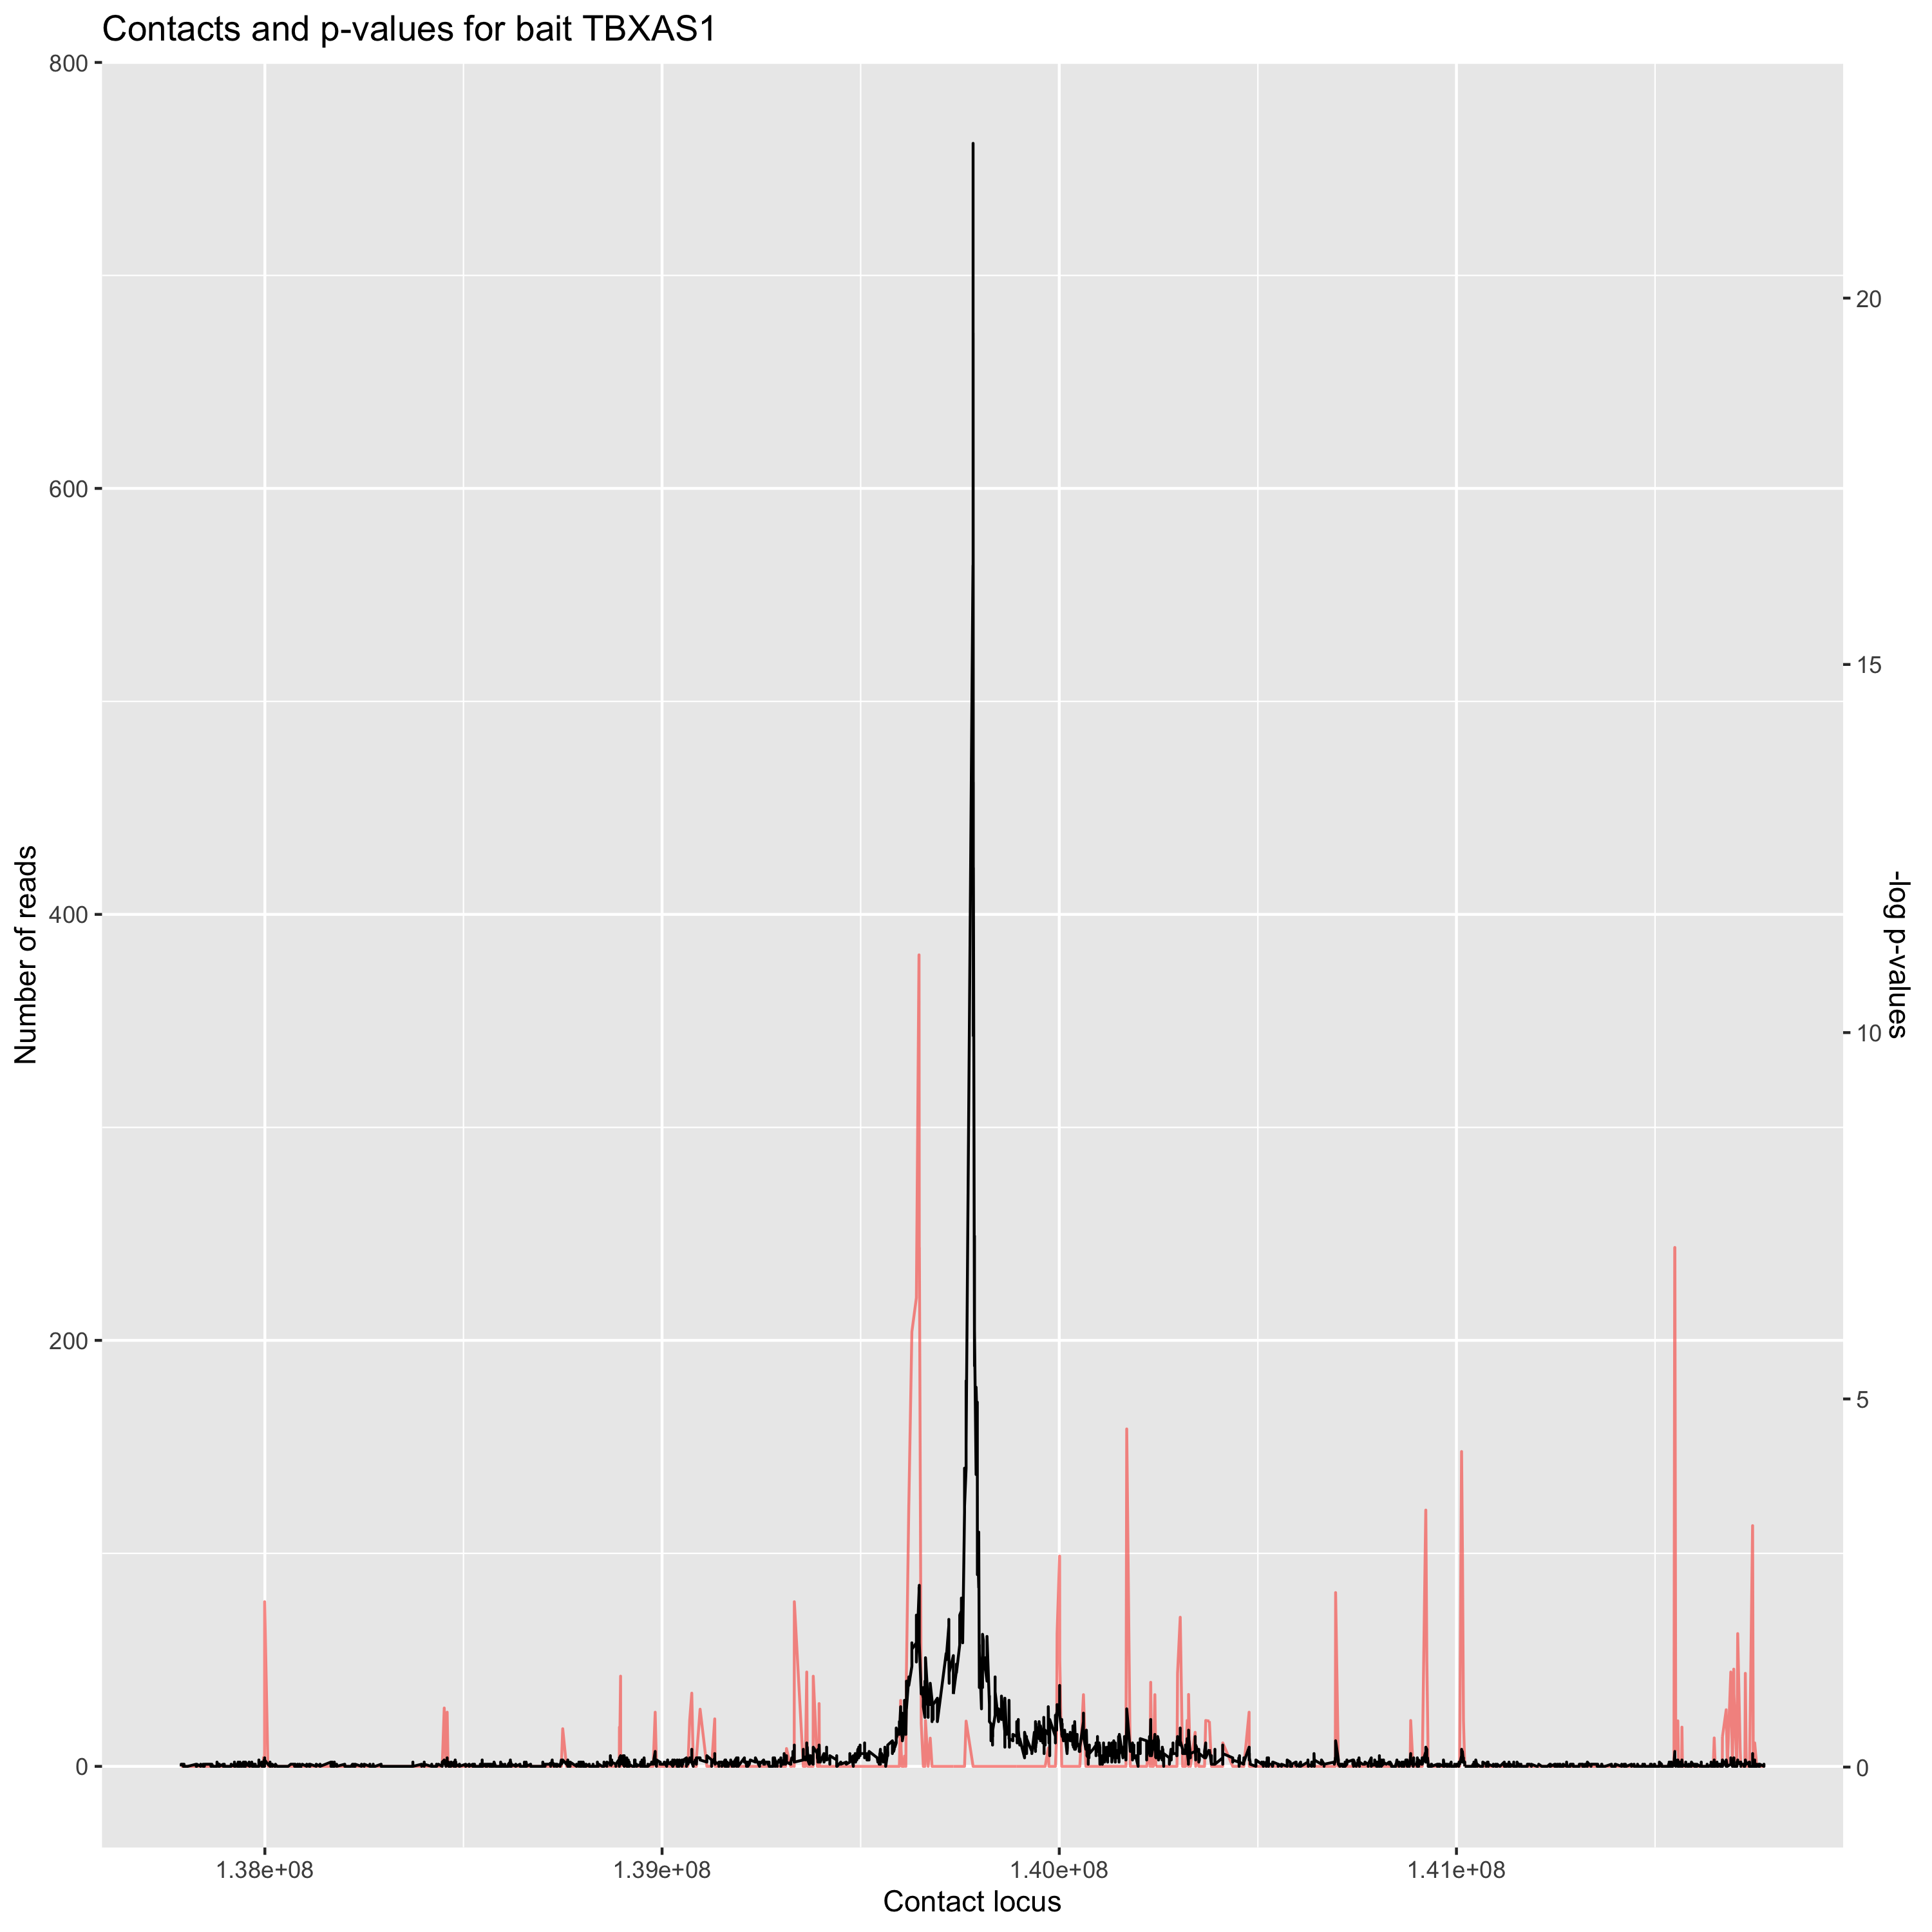 Contacts and p-values for bait TBXAS1
800
600
400
200
0
Number of reads
20
15
10
5
0
-log p-values
1.38e+08
1.39e+08
1.40e+08
1.41e+08
Contact locus